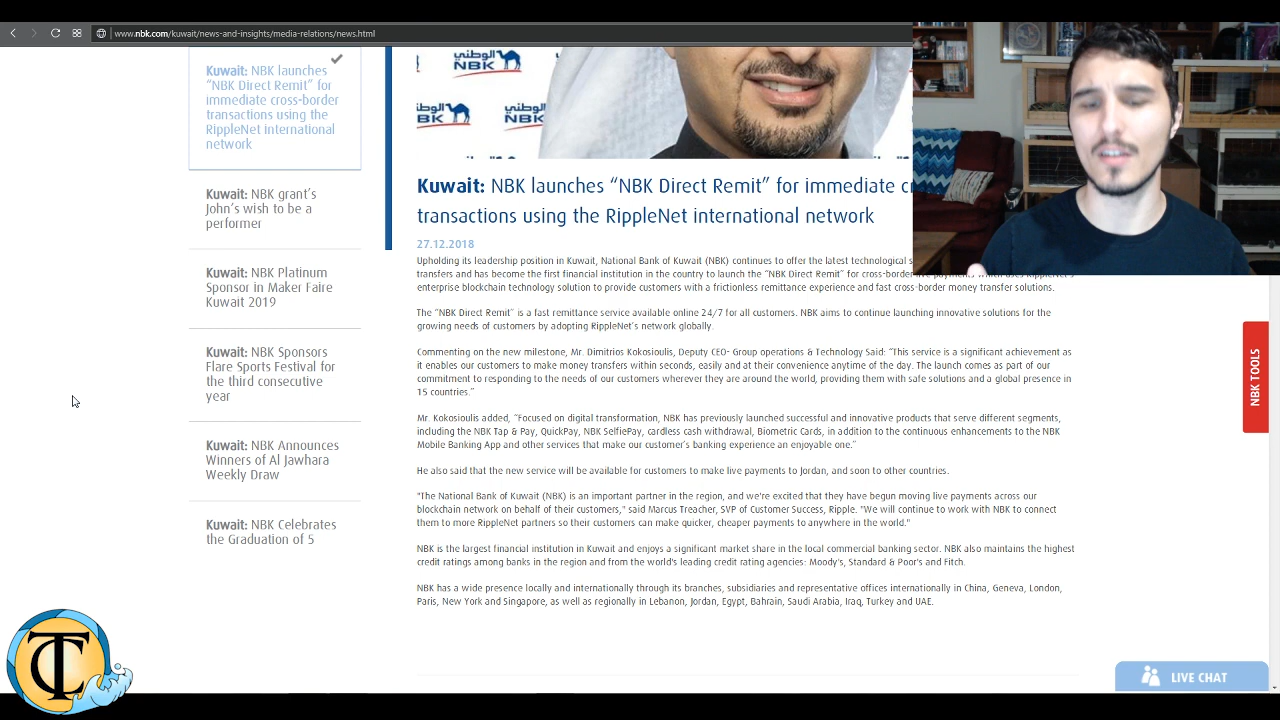 www.nbk.com/kuwait/news-and-insights/media-relations/news.html
Kuwait: NBK launches
“NBK Direct Remit” for
immediate cross-border
transactions using the
RippleNet international
network
Kuwait: NBK grant’s
John’s wish to be a
performer
Kuwait: NBK Platinum
Sponsor in Maker Faire
Kuwait 2019
Kuwait: NBK Sponsors
Flare Sports Festival for
the third consecutive
year
Kuwait: NBK Announces
Winners of Al Jawhara
Weekly Draw
Kuwait: NBK Celebrates
the Graduation of 5
الوطني
NBK
الوطني
NBK
الوطني
NBK
Kuwait: NBK launches “NBK Direct Remit” for immediate
transactions using the RippleNet international network
27.12.2018
Upholding its leadership position in Kuwait, National Bank of Kuwait (NBK) continues to offer the latest technological
transfers and has become the first financial institution in the country to launch the “NBK Direct Remit” for cross-border
enterprise blockchain technology solution to provide customers with a frictionless remittance experience and fast cross-border money transfer solutions.
The “NBK Direct Remit” is a fast remittance service available online 24/7 for all customers. NBK aims to continue launching innovative solutions for the
growing needs of customers by adopting RippleNet’s network globally.
Commenting on the new milestone, Mr. Dimitrios Kokosioulis, Deputy CEO- Group operations & Technology Said: “This service is a significant achievement as
it enables our customers to make money transfers within seconds, easily and at their convenience anytime of the day. The launch comes as part of our
commitment to responding to the needs of our customers wherever they are around the world, providing them with safe solutions and a global presence in
15 countries.”
Mr. Kokosioulis added, “Focused on digital transformation, NBK has previously launched successful and innovative products that serve different segments,
including the NBK Tap & Pay, QuickPay, NBK SelfiePay, cardless cash withdrawal, Biometric Cards, in addition to the continuous enhancements to the NBK
Mobile Banking App and other services that make our customer’s banking experience an enjoyable one.”
He also said that the new service will be available for customers to make live payments to Jordan, and soon to other countries.
"The National Bank of Kuwait (NBK) is an important partner in the region, and we're excited that they have begun moving live payments across our
blockchain network on behalf of their customers," said Marcus Treacher, SVP of Customer Success, Ripple. "We will continue to work with NBK to connect
them to more RippleNet partners so their customers can make quicker, cheaper payments to anywhere in the world."
NBK is the largest financial institution in Kuwait and enjoys a significant market share in the local commercial banking sector. NBK also maintains the highest
credit ratings among banks in the region and from the world's leading credit rating agencies: Moody's, Standard & Poor's and Fitch.
NBK has a wide presence locally and internationally through its branches, subsidiaries and representative offices internationally in China, Geneva, London,
Paris, New York and Singapore, as well as regionally in Lebanon, Jordan, Egypt, Bahrain, Saudi Arabia, Iraq, Turkey and UAE.
NBK TOOLS
LIVE CHAT
TC